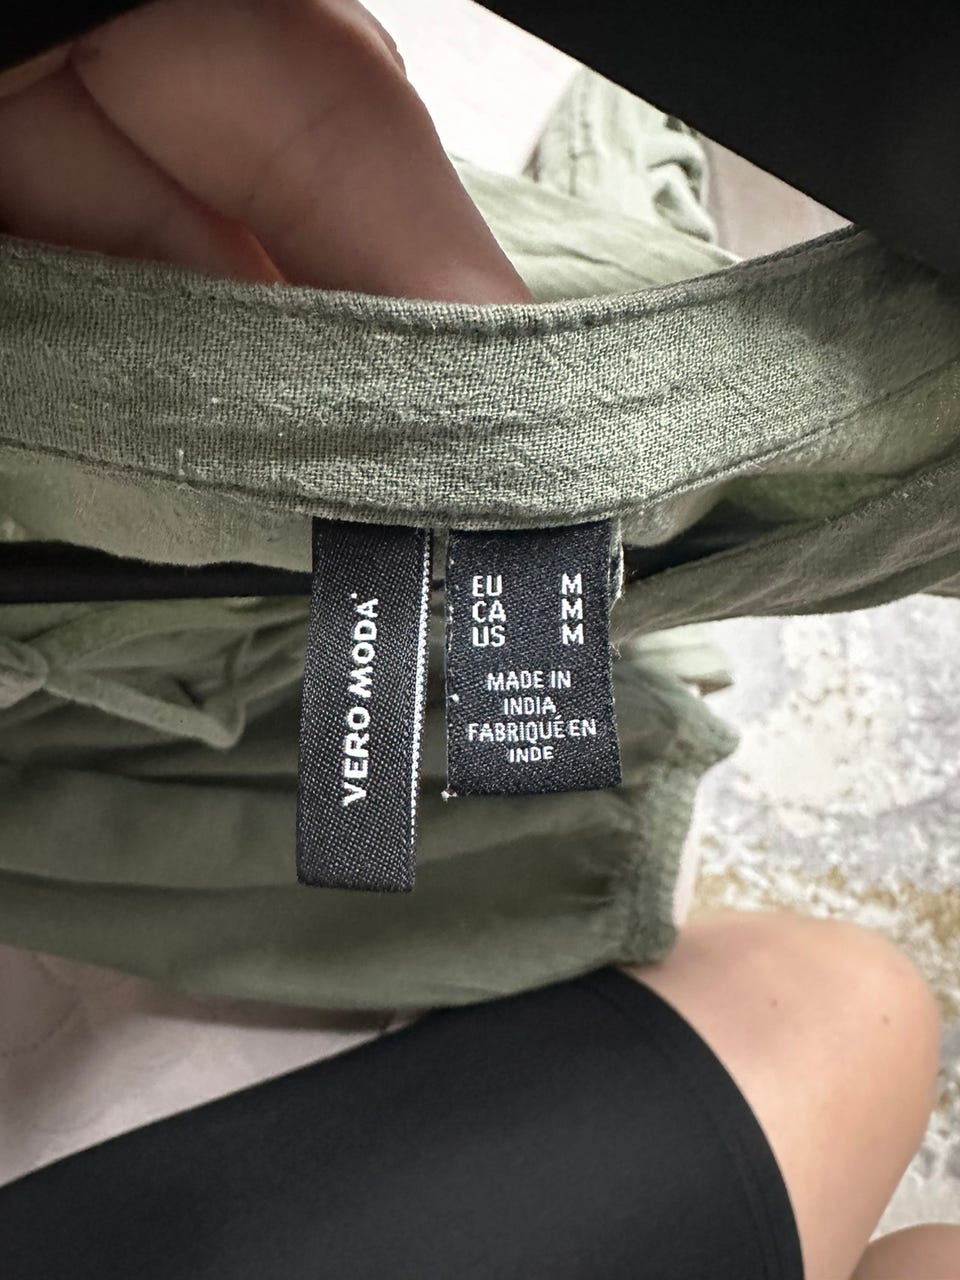 VERO MODA
EU M
CA M
US M
MADE IN
INDIA
FABRIQUÉ EN
INDE